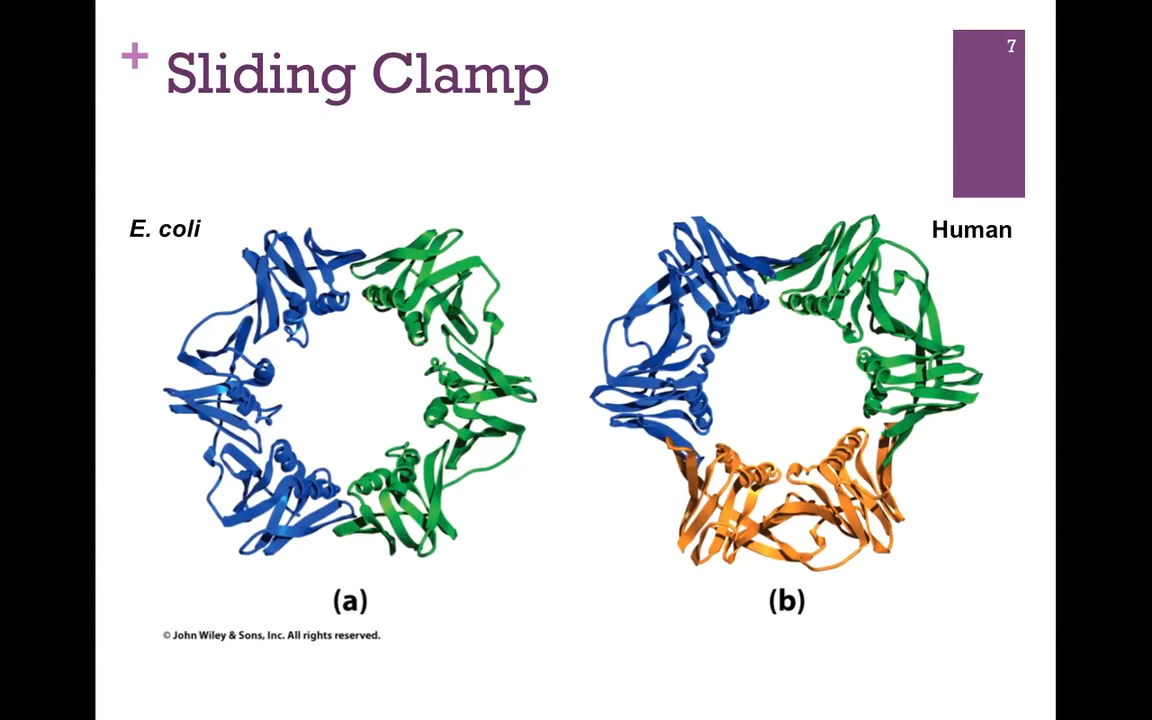 + Sliding Clamp
7
E. coli
Human
(a)
(b)
© John Wiley & Sons, Inc. All rights reserved.